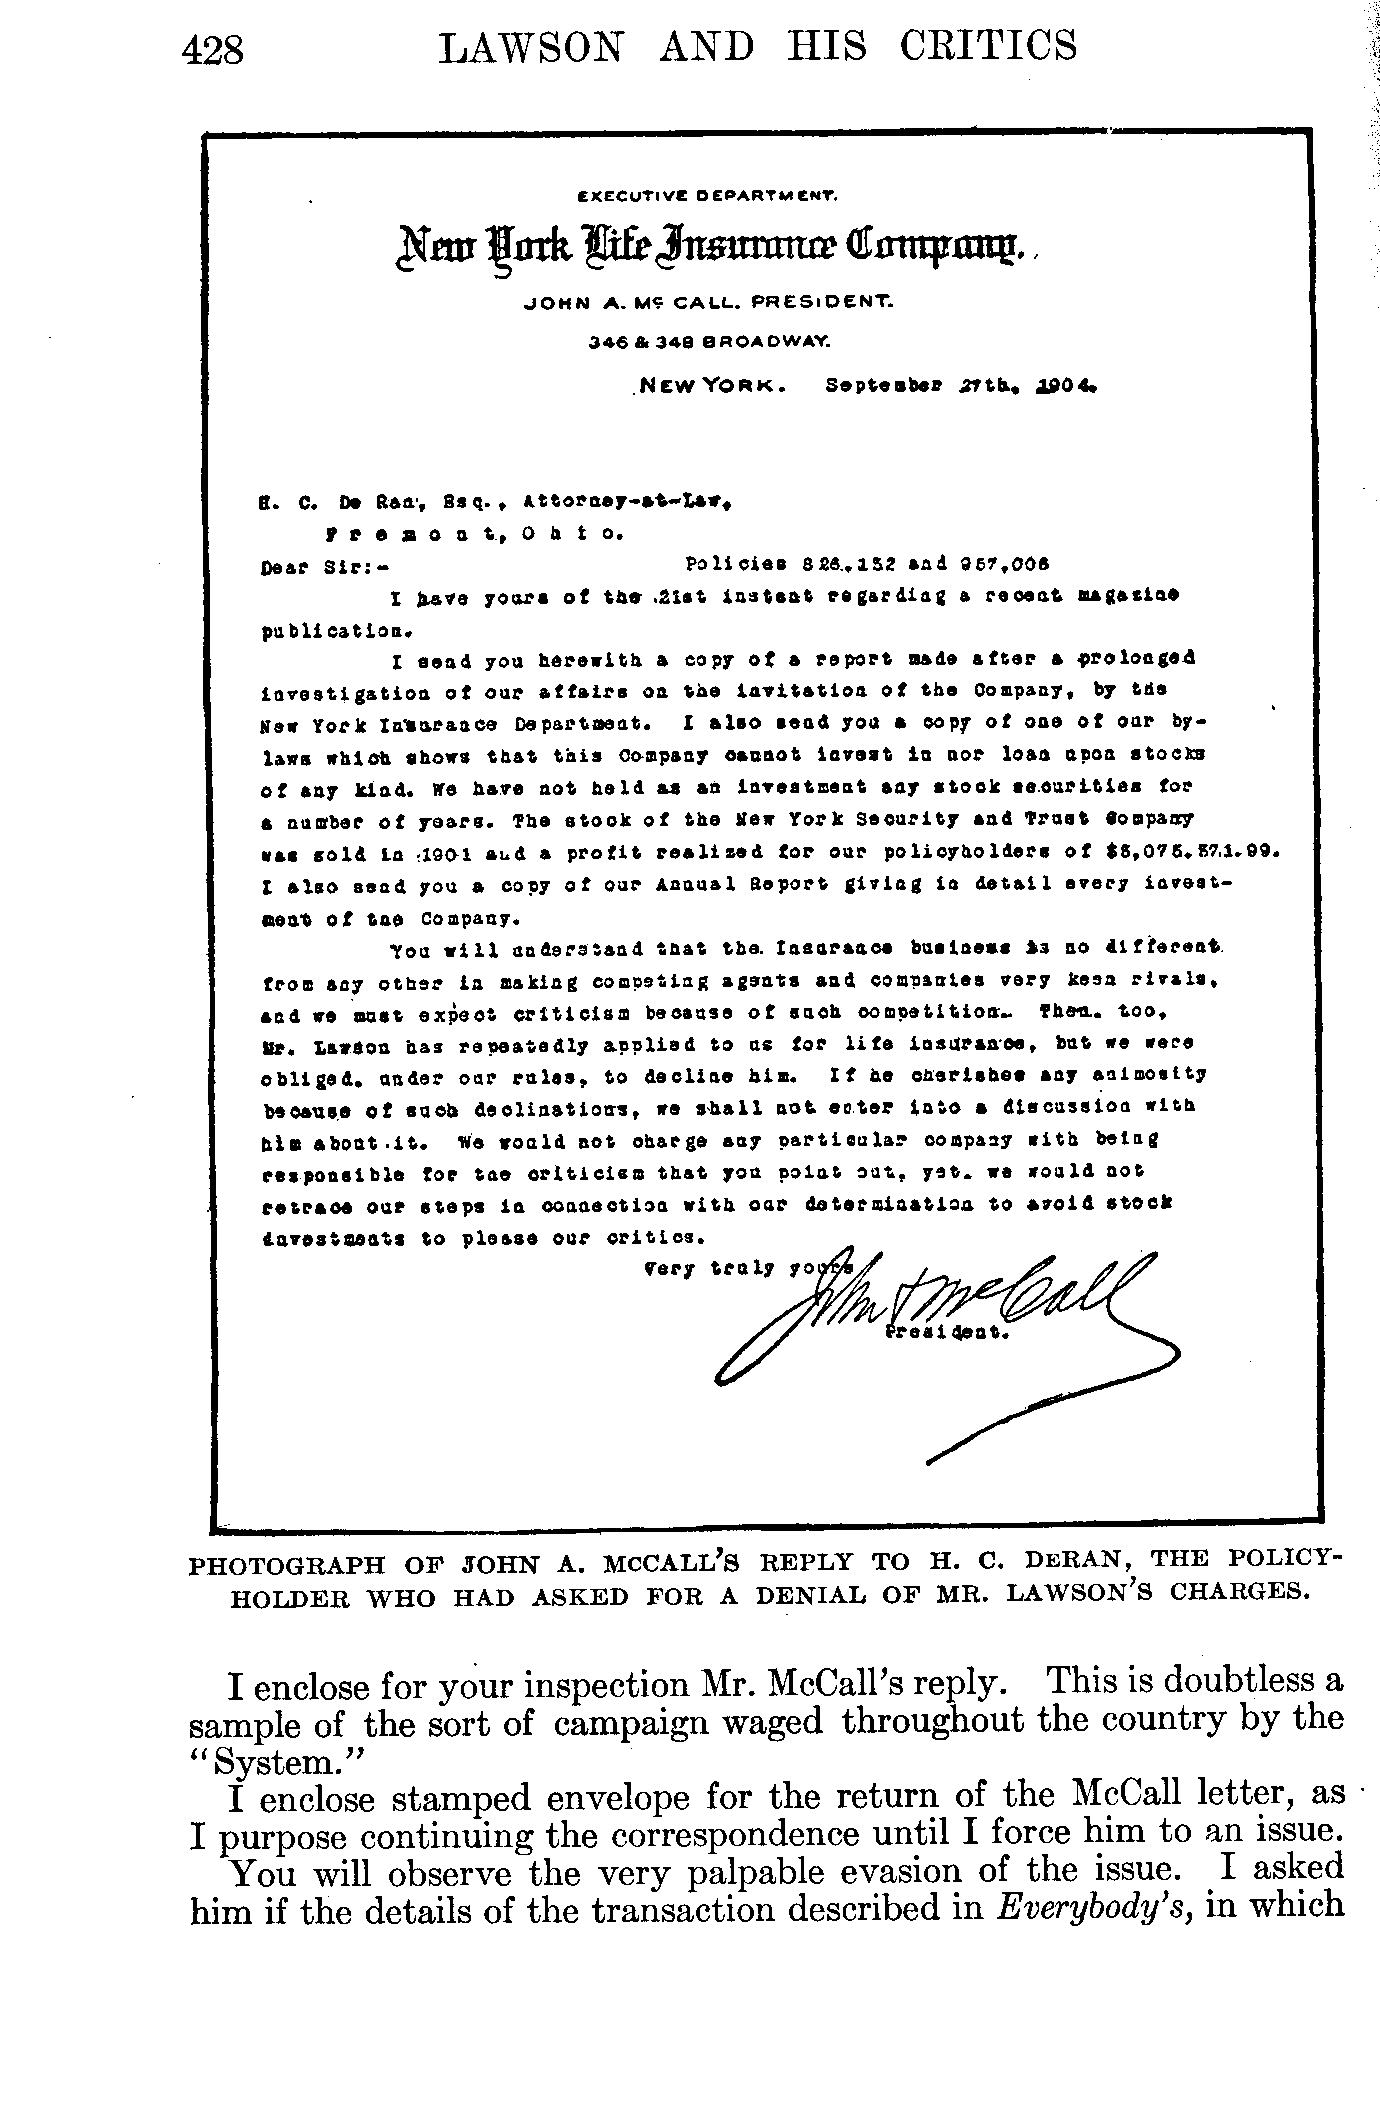 428 LAWSON AND HIS CRITICS
EXECUTIVE DEPARTMENT.
New York Life Insurance Company.
JOHN A. Mc CALL. PRESIDENT.
346 & 348 BROADWAY.
NEW YORK. September 27th, 1904.
H. C. De Ran, Esq., Attorney-at-Law,
Fremont, Ohio.
Dear Sir:- Policies 826,152 and 957,006
I have yours of the 21st instant regarding a recent magazine
publication.
I send you herewith a copy of a report made after a prolonged
investigation of our affairs on the invitation of the Company, by the
New York Insurance Department. I also send you a copy of one of our by-
laws which shows that this Company cannot invest in nor loan upon stocks
of any kind. We have not held as an investment any stock securities for
a number of years. The stock of the New York Security and Trust Company
was sold in 1901 and a profit realized for our policyholders of $5,075,571.99.
I also send you a copy of our Annual Report giving in detail every invest-
ment of the Company.
You will understand that the Insurance business is no different
from any other in making competing agents and companies very keen rivals,
and we must expect criticism because of such competition. Then, too,
Mr. Lawson has repeatedly applied to us for life insurance, but we were
obliged, under our rules, to decline him. If he cherishes any animosity
because of such declinations, we shall not enter into a discussion with
him about it. We would not charge any particular company with being
responsible for the criticism that you point out, yet, we would not
retrace our steps in connection with our determination to avoid stock
investments to please our critics.
Very truly yours
John A McCall
President.
PHOTOGRAPH OF JOHN A. MCCALL'S REPLY TO H. C. DERAN, THE POLICY-
HOLDER WHO HAD ASKED FOR A DENIAL OF MR. LAWSON'S CHARGES.
I enclose for your inspection Mr. McCall's reply. This is doubtless a
sample of the sort of campaign waged throughout the country by the
"System."
I enclose stamped envelope for the return of the McCall letter, as
I purpose continuing the correspondence until I force him to an issue.
You will observe the very palpable evasion of the issue. I asked
him if the details of the transaction described in Everybody's, in which